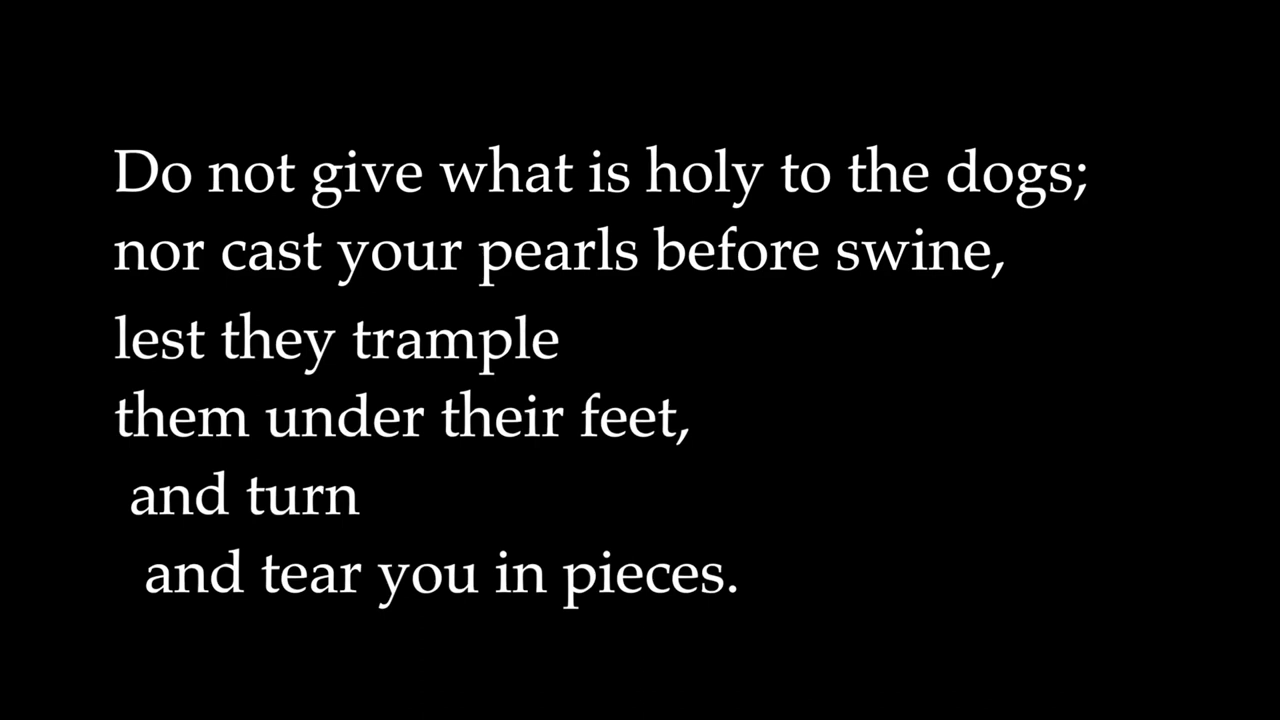 Do not give what is holy to the dogs;
nor cast your pearls before swine,
lest they trample
them under their feet,
and turn
and tear you in pieces.